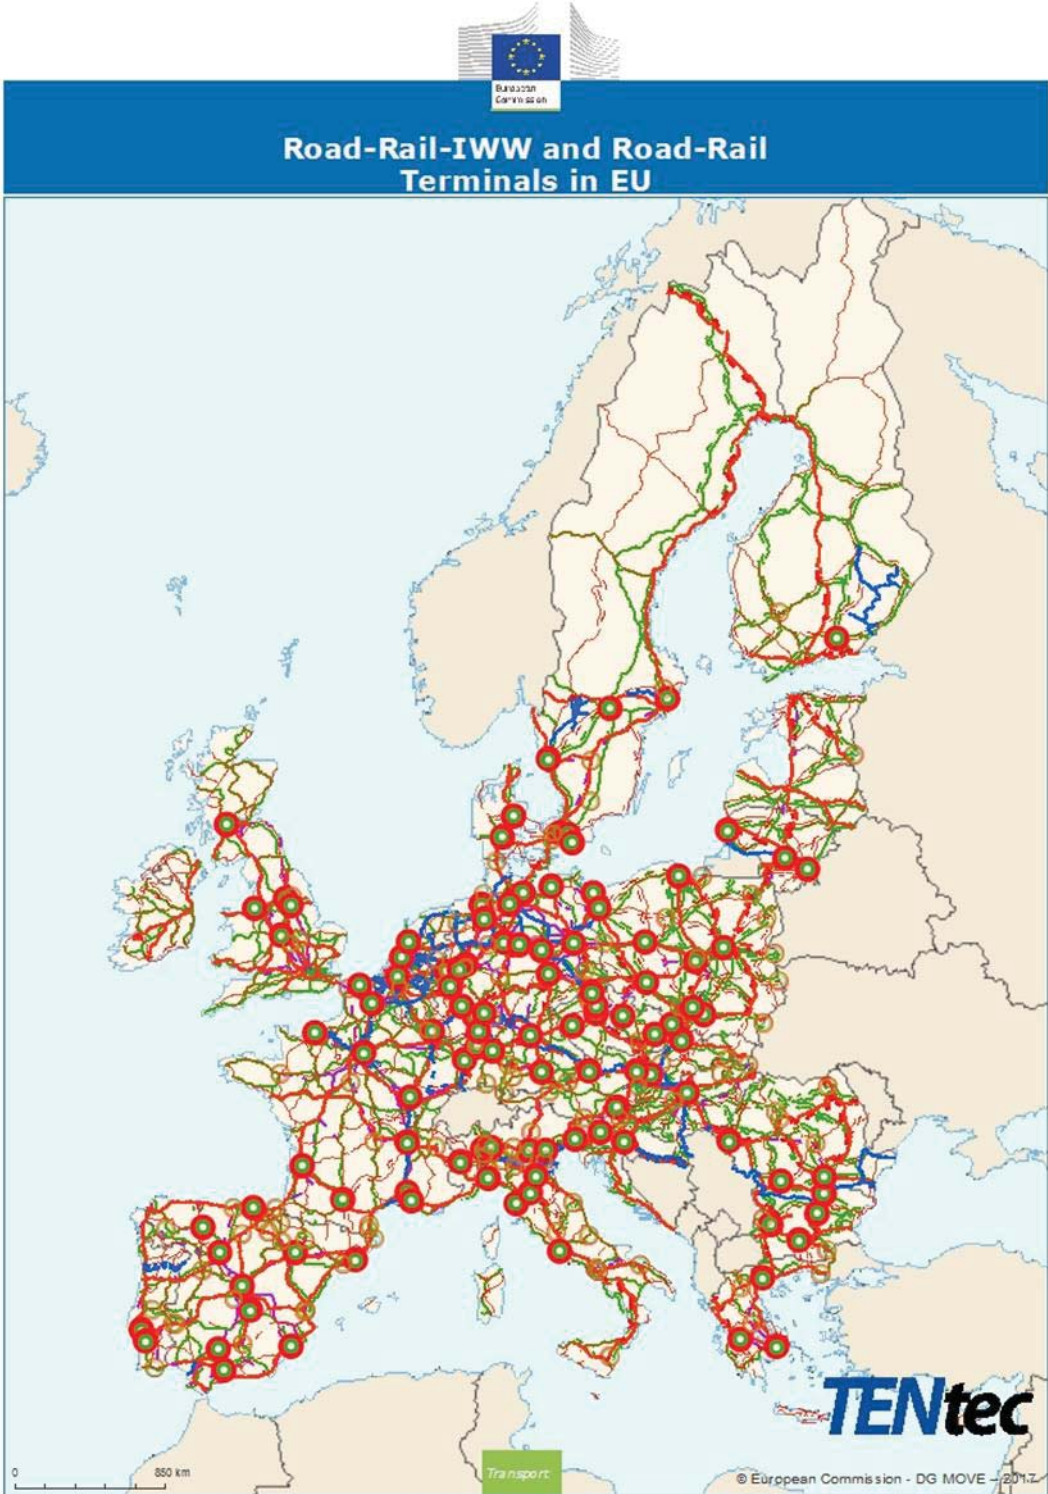 European
Commission
Road-Rail-IWW and Road-Rail
Terminals in EU
TENtec
0 850 km
Transport
© European Commission - DG MOVE – 2017